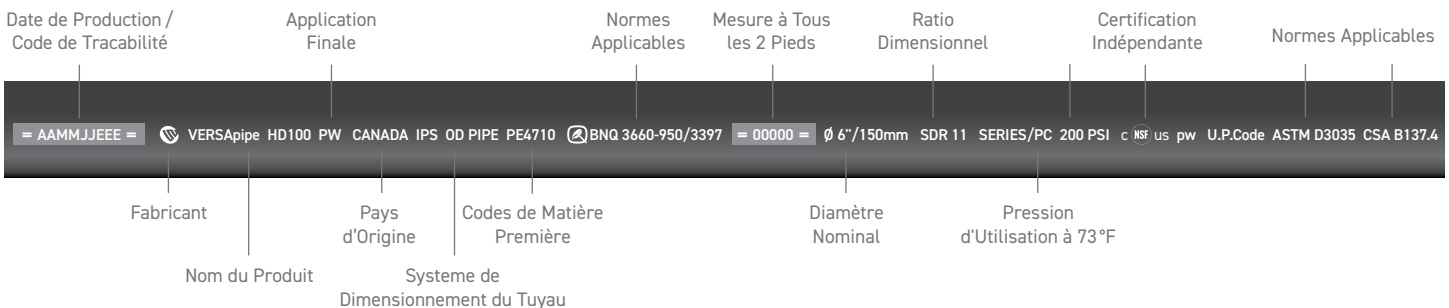 Date de Production /
Code de Tracabilité
Application
Finale
Normes
Applicables
Mesure à Tous
les 2 Pieds
Ratio
Dimensionnel
Certification
Indépendante
Normes Applicables
= AAMMJJEEE = VERSApipe HD100 PW CANADA IPS OD PIPE PE4710 BNQ 3660-950/3397 = 00000 = Ø 6"/150mm SDR 11 SERIES/PC 200 PSI c NSF us pw U.P.Code ASTM D3035 CSA B137.4
Fabricant
Pays
d'Origine
Codes de Matière
Première
Diamètre
Nominal
Pression
d'Utilisation à 73°F
Nom du Produit
Systeme de
Dimensionnement du Tuyau